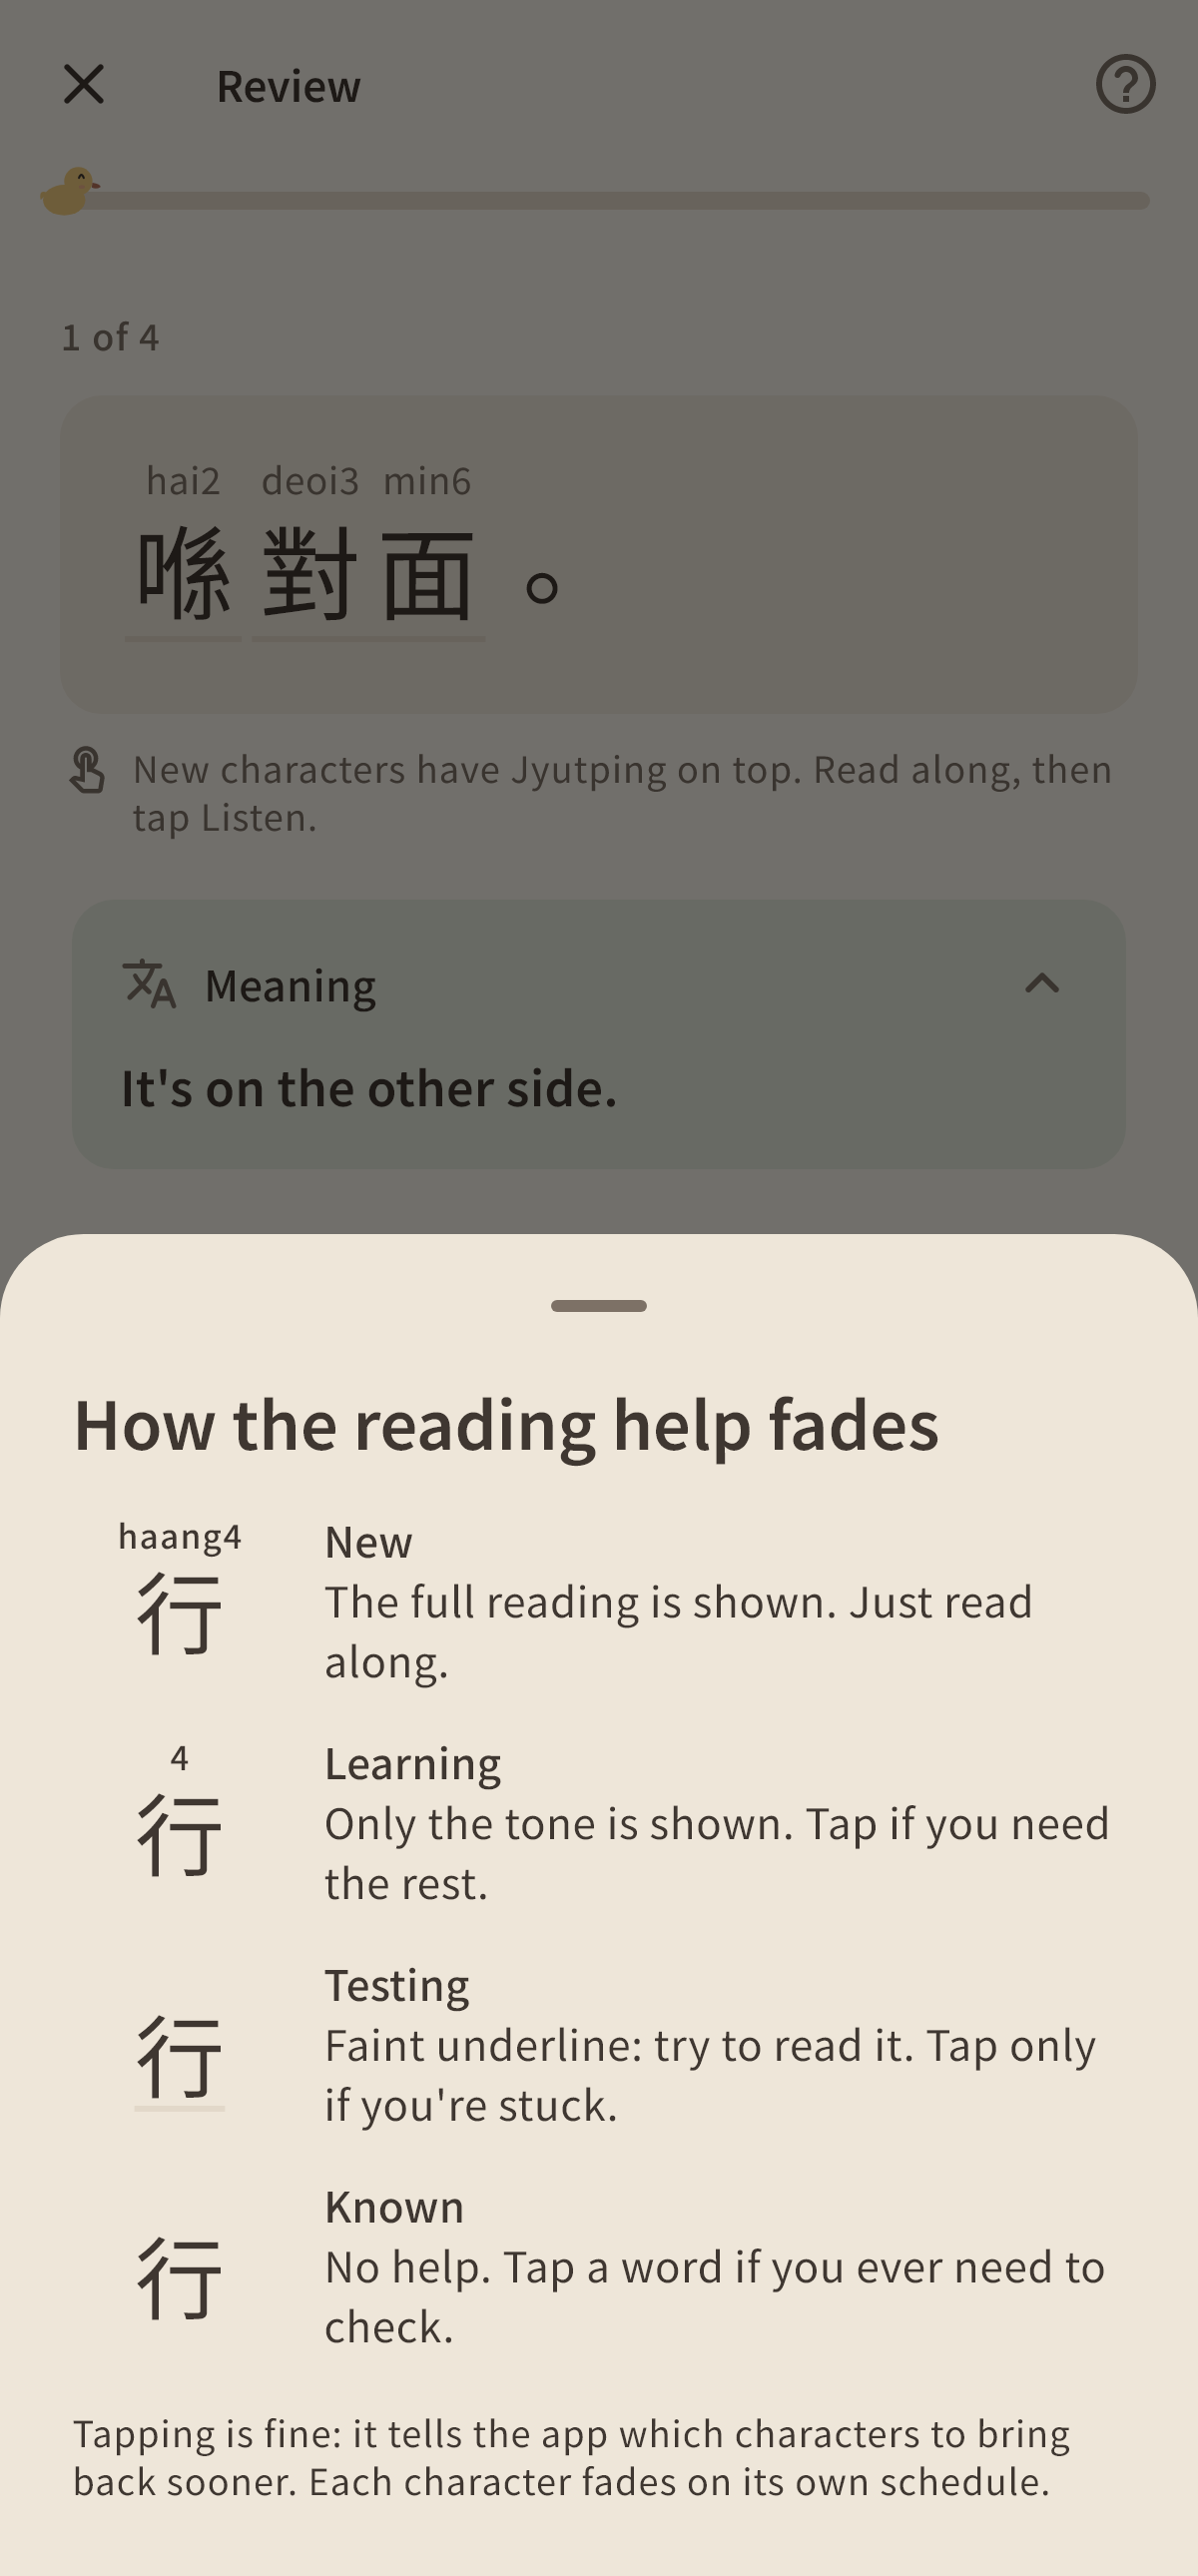 Review
1 of 4
hai2 deoi3 min6
喺對面。
New characters have Jyutping on top. Read along, then
tap Listen.
Meaning
It's on the other side.
How the reading help fades
haang4
行
New
The full reading is shown. Just read
along.
4
行
Learning
Only the tone is shown. Tap if you need
the rest.
行
Testing
Faint underline: try to read it. Tap only
if you're stuck.
行
Known
No help. Tap a word if you ever need to
check.
Tapping is fine: it tells the app which characters to bring
back sooner. Each character fades on its own schedule.